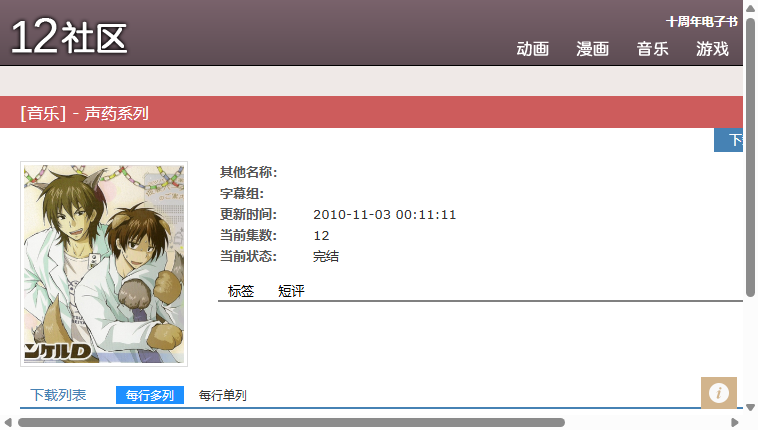 12社区
十周年电子书
动画 漫画 音乐 游戏
[音乐] - 声药系列
其他名称:
字幕组:
更新时间: 2010-11-03 00:11:11
当前集数: 12
当前状态: 完结
标签 短评
ンケルD
下载列表 每行多列 每行单列